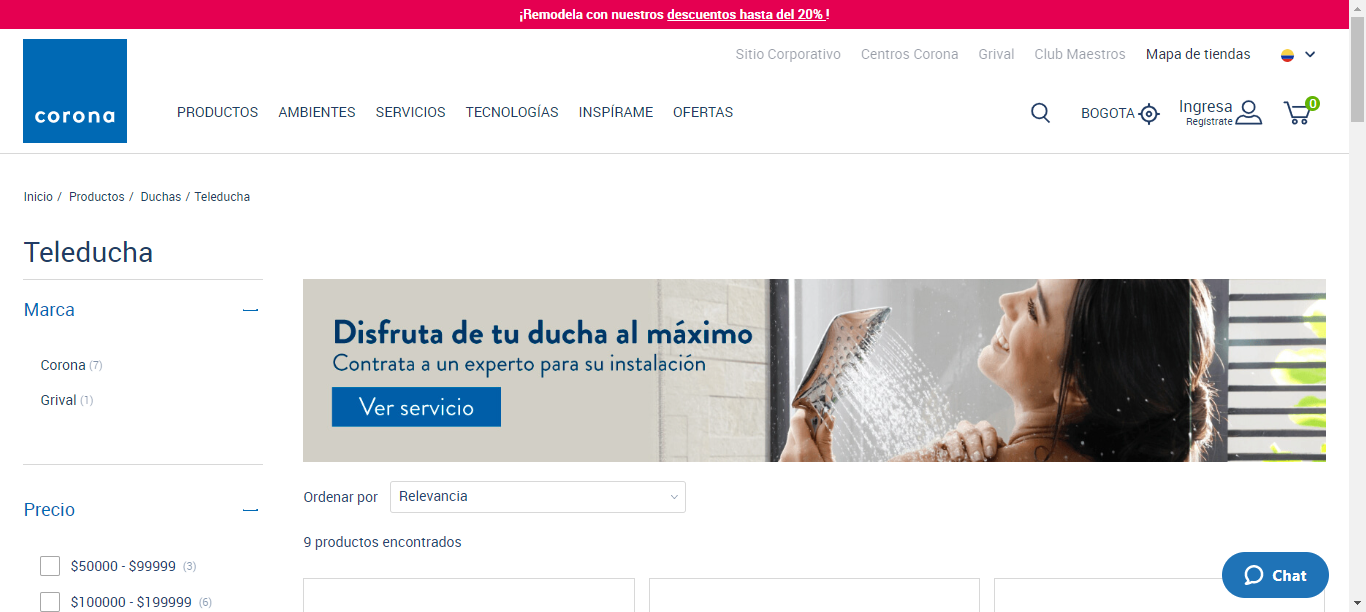 ¡Remodela con nuestros descuentos hasta del 20% !
Sitio Corporativo Centros Corona Grival Club Maestros Mapa de tiendas
corona
PRODUCTOS AMBIENTES SERVICIOS TECNOLOGÍAS INSPÍRAME OFERTAS
BOGOTA
Ingresa
Regístrate
0
Inicio / Productos / Duchas / Teleducha
Teleducha
Marca
Corona (7)
Grival (1)
Precio
$50000 - $99999 (3)
$100000 - $199999 (6)
Disfruta de tu ducha al máximo
Contrata a un experto para su instalación
Ver servicio
Ordenar por Relevancia
9 productos encontrados
Chat